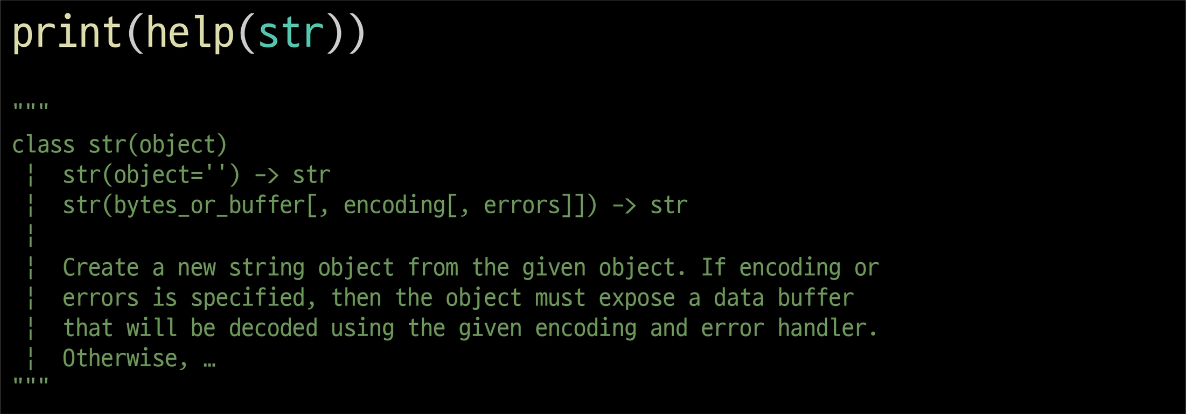 print(help(str))
"""
class str(object)
 ¦  str(object='') -> str
 ¦  str(bytes_or_buffer[, encoding[, errors]]) -> str
 ¦
 ¦  Create a new string object from the given object. If encoding or
 ¦  errors is specified, then the object must expose a data buffer
 ¦  that will be decoded using the given encoding and error handler.
 ¦  Otherwise, …
"""